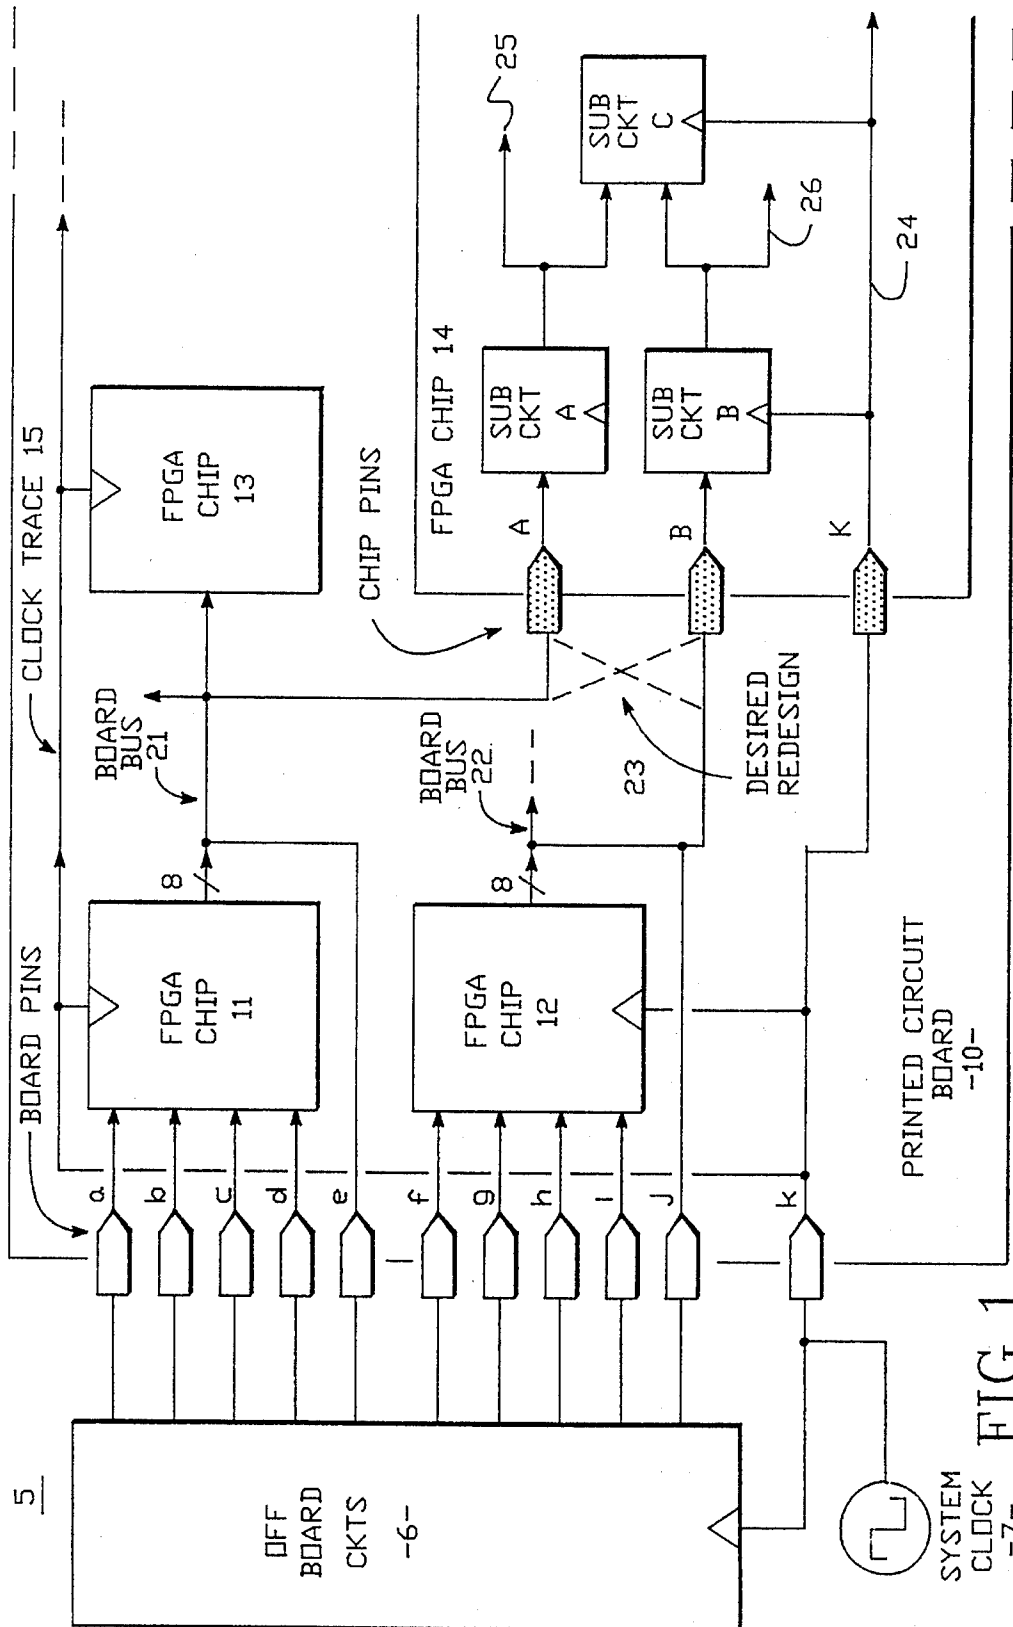 5
OFF
BOARD
CKTS
-6-
SYSTEM
CLOCK
-7-
FIG. 1
BOARD PINS
a
b
c
d
e
f
g
h
i
j
k
FPGA
CHIP
11
8
FPGA
CHIP
12
8
PRINTED CIRCUIT
BOARD
-10-
CLOCK TRACE 15
BOARD
BUS
21
BOARD
BUS
22
FPGA
CHIP
13
CHIP PINS
23
DESIRED
REDESIGN
FPGA CHIP 14
A
B
K
SUB
CKT
A
SUB
CKT
B
SUB
CKT
C
25
26
24